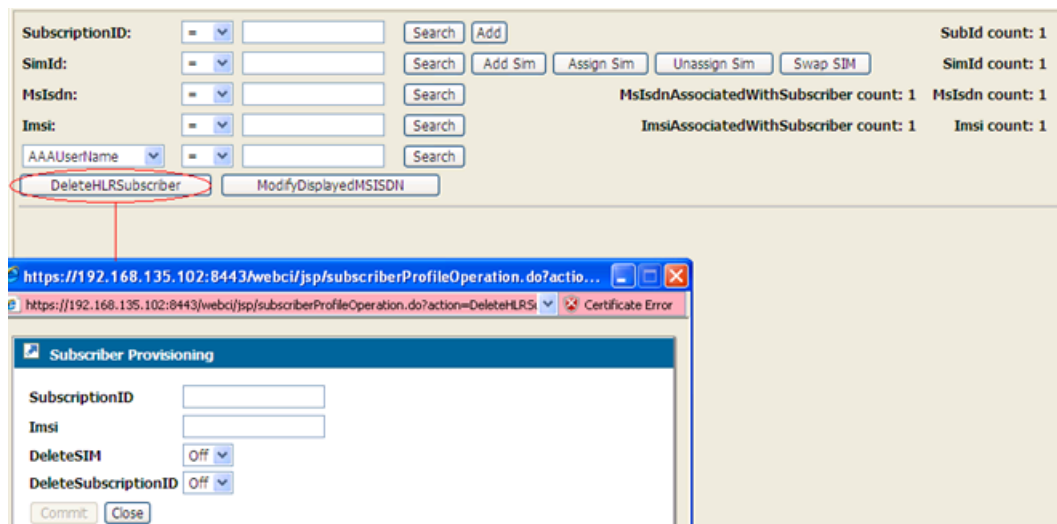 SubscriptionID: = Search Add SubId count: 1
SimId: = Search Add Sim Assign Sim Unassign Sim Swap SIM SimId count: 1
MsIsdn: = Search MsIsdnAssociatedWithSubscriber count: 1 MsIsdn count: 1
Imsi: = Search ImsiAssociatedWithSubscriber count: 1 Imsi count: 1
AAAUserName = Search
DeleteHLRSubscriber ModifyDisplayedMSISDN
https://192.168.135.102:8443/webci/jsp/subscriberProfileOperation.do?actio...
https://192.168.135.102:8443/webci/jsp/subscriberProfileOperation.do?action=DeleteHLRS Certificate Error
Subscriber Provisioning
SubscriptionID
Imsi
DeleteSIM Off
DeleteSubscriptionID Off
Commit Close